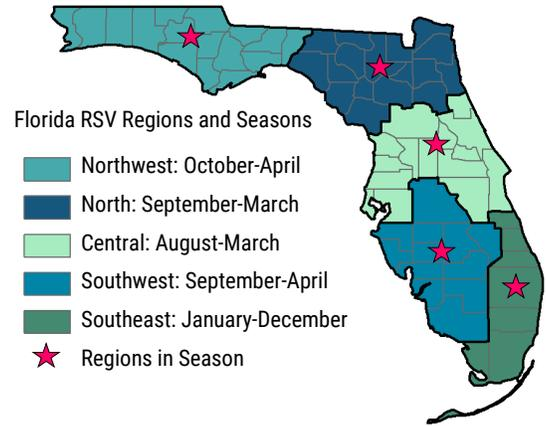 Florida RSV Regions and Seasons
Northwest: October-April
North: September-March
Central: August-March
Southwest: September-April
Southeast: January-December
Regions in Season